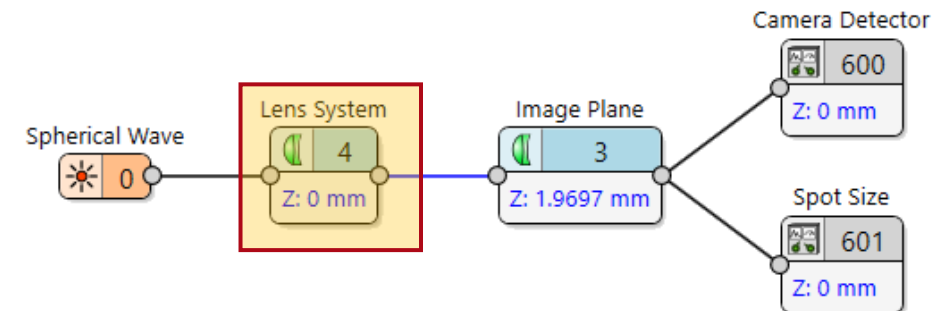 Camera Detector
600
Z: 0 mm
Lens System
4
Z: 0 mm
Image Plane
3
Z: 1.9697 mm
Spherical Wave
0
Spot Size
601
Z: 0 mm